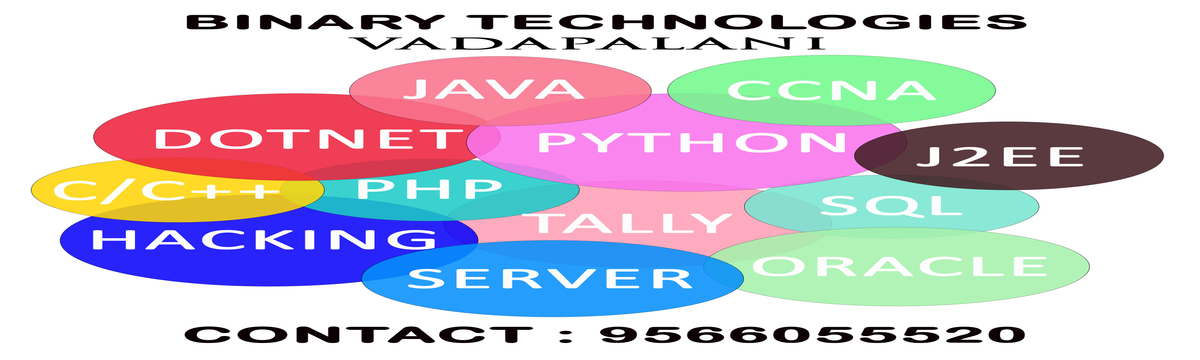 BINARY TECHNOLOGIES
VADAPALANI
JAVA
CCNA
DOTNET
PYTHON
J2EE
C/C++
PHP
SQL
TALLY
HACKING
SERVER
ORACLE
CONTACT : 9566055520